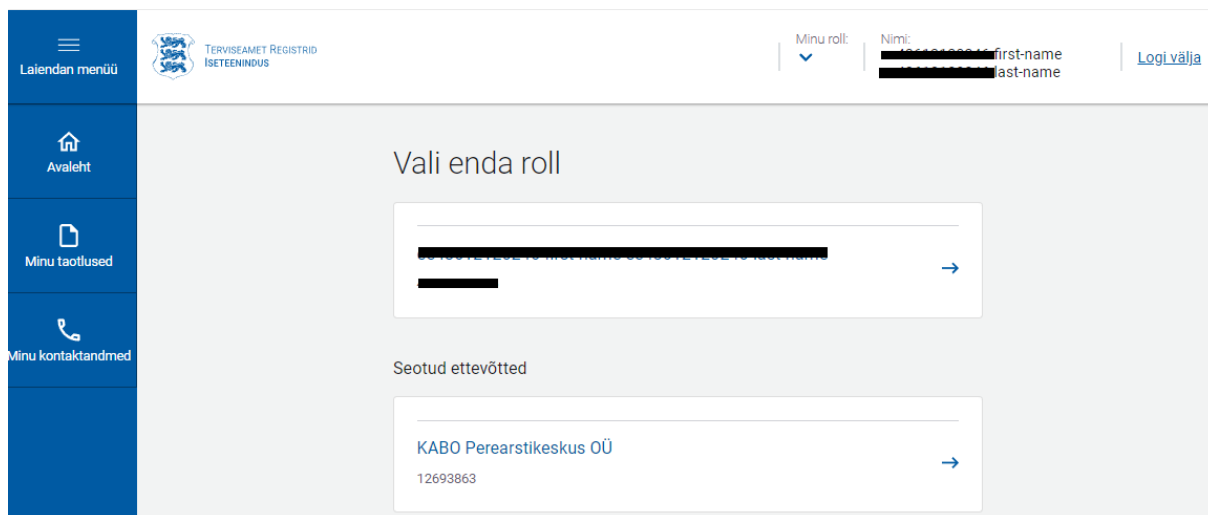 Laiendan menüü
TERVISEAMET REGISTRID
ISETEENINDUS
Minu roll:
Nimi:
first-name
last-name
Logi välja
Avaleht
Minu taotlused
Minu kontaktandmed
Vali enda roll
Seotud ettevõtted
KABO Perearstikeskus OÜ
12693863